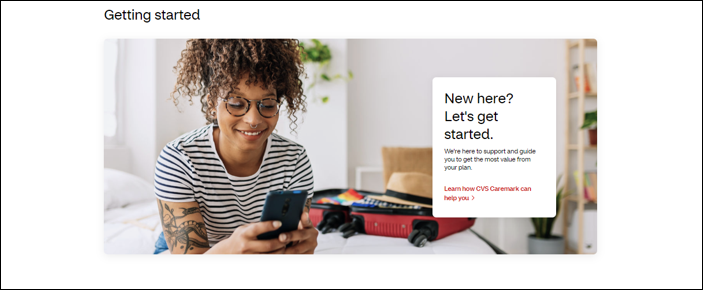 Getting started
New here?
Let's get
started.
We're here to support and guide
you to get the most value from
your plan.
Learn how CVS Caremark can
help you >